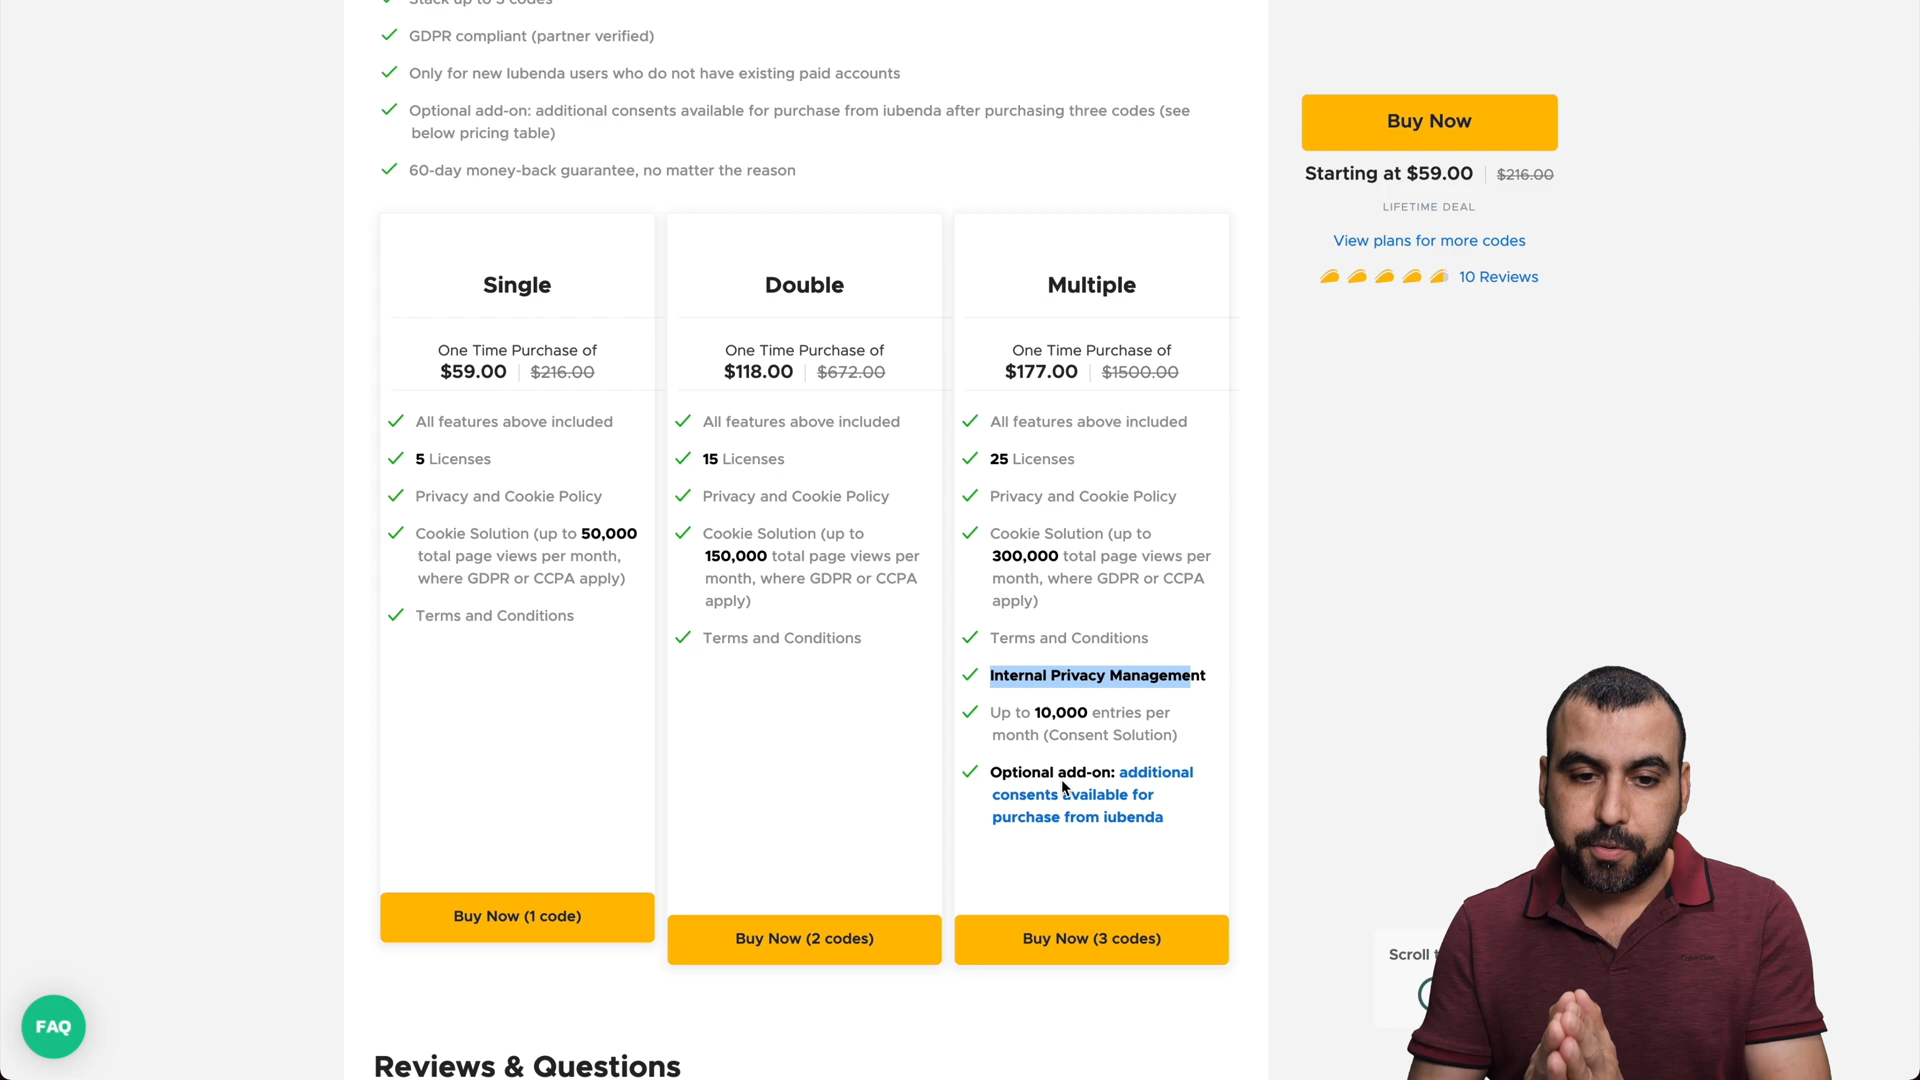 Stack up to 3 codes
GDPR compliant (partner verified)
Only for new Iubenda users who do not have existing paid accounts
Optional add-on: additional consents available for purchase from iubenda after purchasing three codes (see
below pricing table)
60-day money-back guarantee, no matter the reason
Buy Now
Starting at $59.00 $216.00
LIFETIME DEAL
View plans for more codes
10 Reviews
Single
One Time Purchase of
$59.00 $216.00
All features above included
5 Licenses
Privacy and Cookie Policy
Cookie Solution (up to 50,000
total page views per month,
where GDPR or CCPA apply)
Terms and Conditions
Buy Now (1 code)
Double
One Time Purchase of
$118.00 $672.00
All features above included
15 Licenses
Privacy and Cookie Policy
Cookie Solution (up to
150,000 total page views per
month, where GDPR or CCPA
apply)
Terms and Conditions
Buy Now (2 codes)
Multiple
One Time Purchase of
$177.00 $1500.00
All features above included
25 Licenses
Privacy and Cookie Policy
Cookie Solution (up to
300,000 total page views per
month, where GDPR or CCPA
apply)
Terms and Conditions
Internal Privacy Management
Up to 10,000 entries per
month (Consent Solution)
Optional add-on: additional
consents available for
purchase from iubenda
Buy Now (3 codes)
Scroll
FAQ
Reviews & Questions